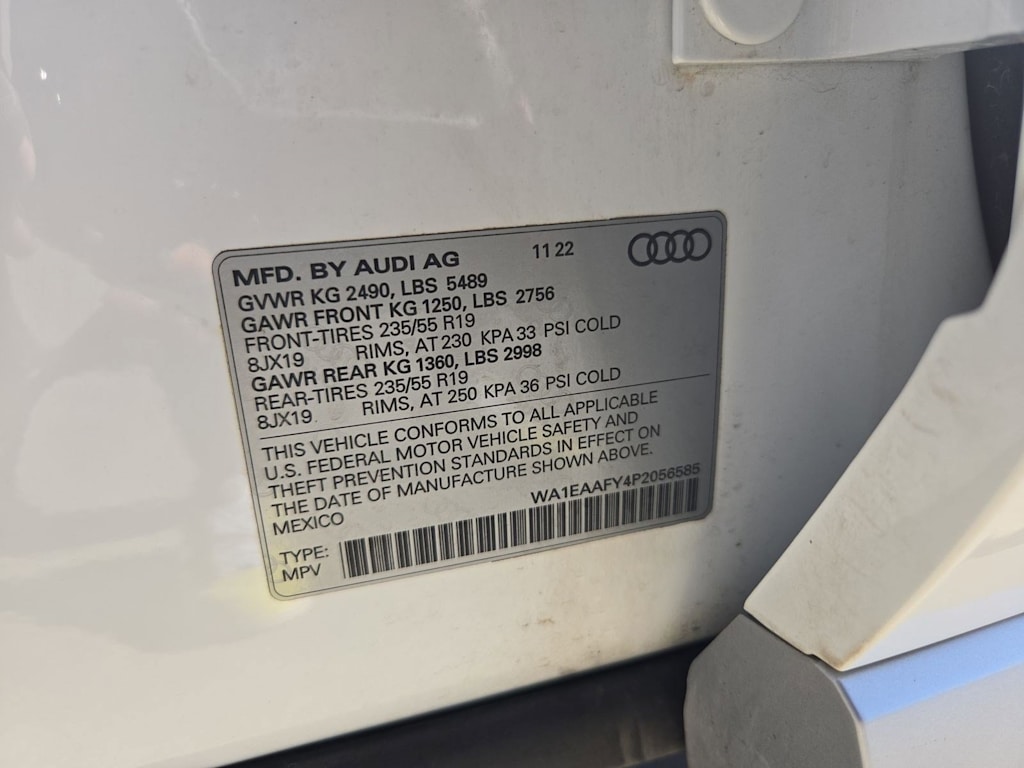 MFD. BY AUDI AG 11 22
GVWR KG 2490, LBS 5489
GAWR FRONT KG 1250, LBS 2756
FRONT-TIRES 235/55 R19
8JX19 RIMS, AT 230 KPA 33 PSI COLD
GAWR REAR KG 1360, LBS 2998
REAR-TIRES 235/55 R19
8JX19 RIMS, AT 250 KPA 36 PSI COLD
THIS VEHICLE CONFORMS TO ALL APPLICABLE
U.S. FEDERAL MOTOR VEHICLE SAFETY AND
THEFT PREVENTION STANDARDS IN EFFECT ON
THE DATE OF MANUFACTURE SHOWN ABOVE.
MEXICO WA1EAAFY4P2056585
TYPE:
MPV